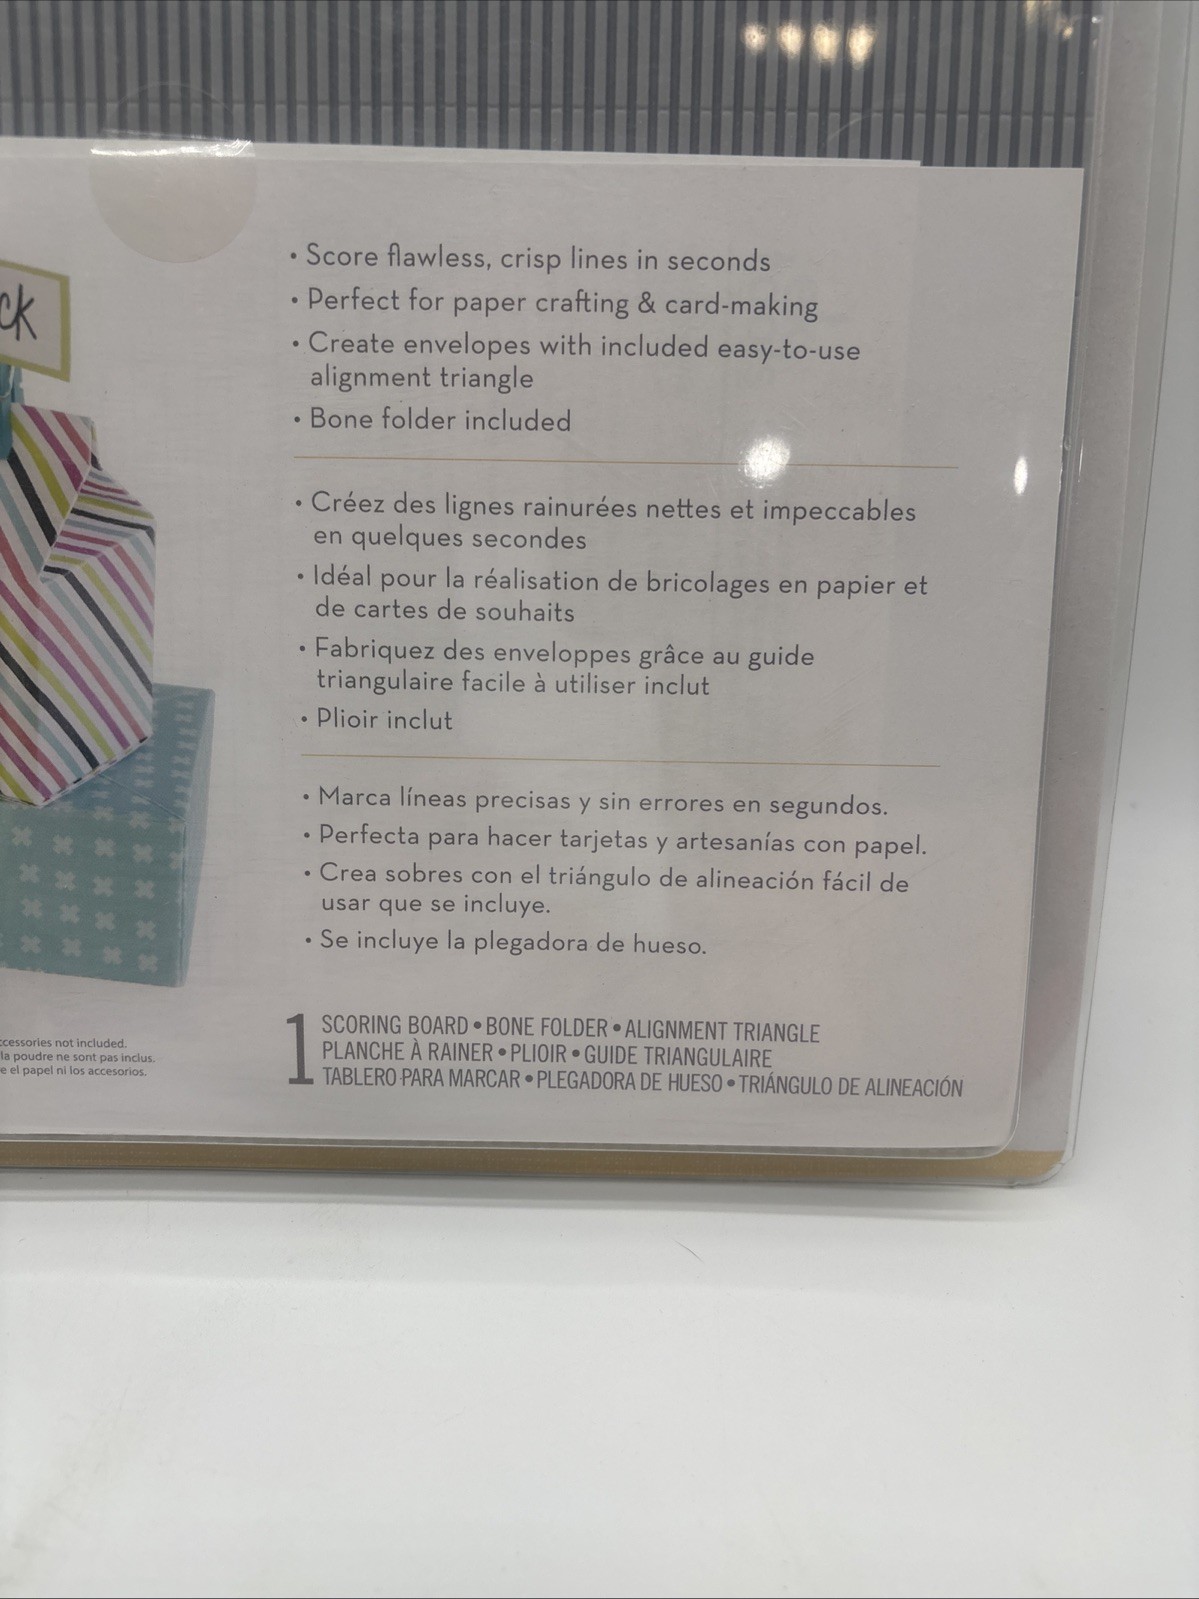 ck
• Score flawless, crisp lines in seconds
• Perfect for paper crafting & card-making
• Create envelopes with included easy-to-use
alignment triangle
• Bone folder included
• Créez des lignes rainurées nettes et impeccables
en quelques secondes
• Idéal pour la réalisation de bricolages en papier et
de cartes de souhaits
• Fabriquez des enveloppes grâce au guide
triangulaire facile à utiliser inclut
• Plioir inclut
• Marca líneas precisas y sin errores en segundos.
• Perfecta para hacer tarjetas y artesanías con papel.
• Crea sobres con el triángulo de alineación fácil de
usar que se incluye.
• Se incluye la plegadora de hueso.
ccessories not included.
la poudre ne sont pas inclus.
e el papel ni los accesorios.
1 SCORING BOARD • BONE FOLDER • ALIGNMENT TRIANGLE
PLANCHE À RAINER • PLIOIR • GUIDE TRIANGULAIRE
TABLERO PARA MARCAR • PLEGADORA DE HUESO • TRIÁNGULO DE ALINEACIÓN